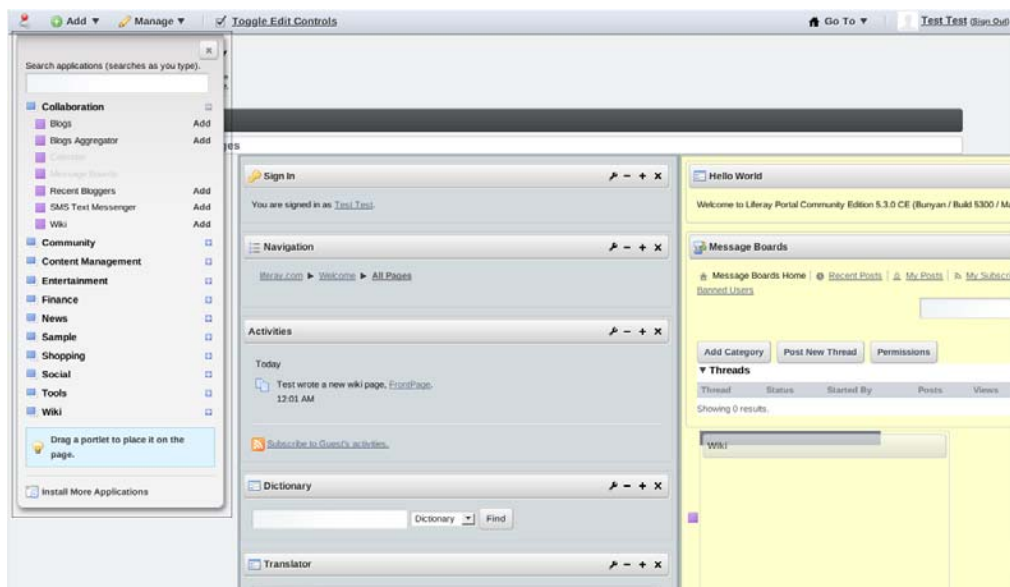 Add ▼ Manage ▼ Toggle Edit Controls Go To ▼ Test Test (Sign Out)
Search applications (searches as you type).
Collaboration
Blogs Add
Blogs Aggregator Add
Calendar
Message Boards
Recent Bloggers Add
SMS Text Messenger Add
Wiki Add
Community
Content Management
Entertainment
Finance
News
Sample
Shopping
Social
Tools
Wiki
Drag a portlet to place it on the
page.
Install More Applications
ges
Sign In
You are signed in as Test Test.
Navigation
liferay.com ► Welcome ► All Pages
Activities
Today
Test wrote a new wiki page, FrontPage.
12:01 AM
Subscribe to Guest's activities.
Dictionary
Dictionary Find
Translator
Hello World
Welcome to Liferay Portal Community Edition 5.3.0 CE (Bunyan / Build 5300 / Ma
Message Boards
Message Boards Home Recent Posts My Posts My Subscri
Banned Users
Add Category Post New Thread Permissions
▼ Threads
Thread Status Started By Posts Views
Showing 0 results.
Wiki